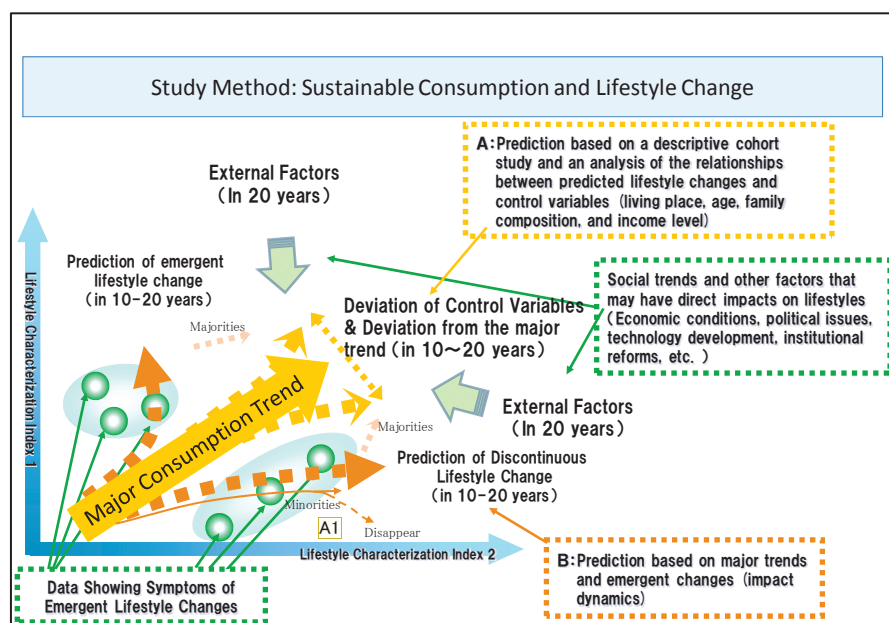 Study Method: Sustainable Consumption and Lifestyle Change
A:Prediction based on a descriptive cohort
study and an analysis of the relationships
between predicted lifestyle changes and
control variables (living place, age, family
composition, and income level)
External Factors
(In 20 years)
Prediction of emergent
lifestyle change
(in 10-20 years)
Social trends and other factors that
may have direct impacts on lifestyles
(Economic conditions, political issues,
technology development, institutional
reforms, etc. )
Deviation of Control Variables
& Deviation from the major
trend (in 10～20 years)
Majorities
Lifestyle Characterization Index 1
Major Consumption Trend
External Factors
(In 20 years)
Majorities
Prediction of Discontinuous
Lifestyle Change
(in 10-20 years)
Minorities
A1
Disappear
Lifestyle Characterization Index 2
Data Showing Symptoms of
Emergent Lifestyle Changes
B:Prediction based on major trends
and emergent changes (impact
dynamics)